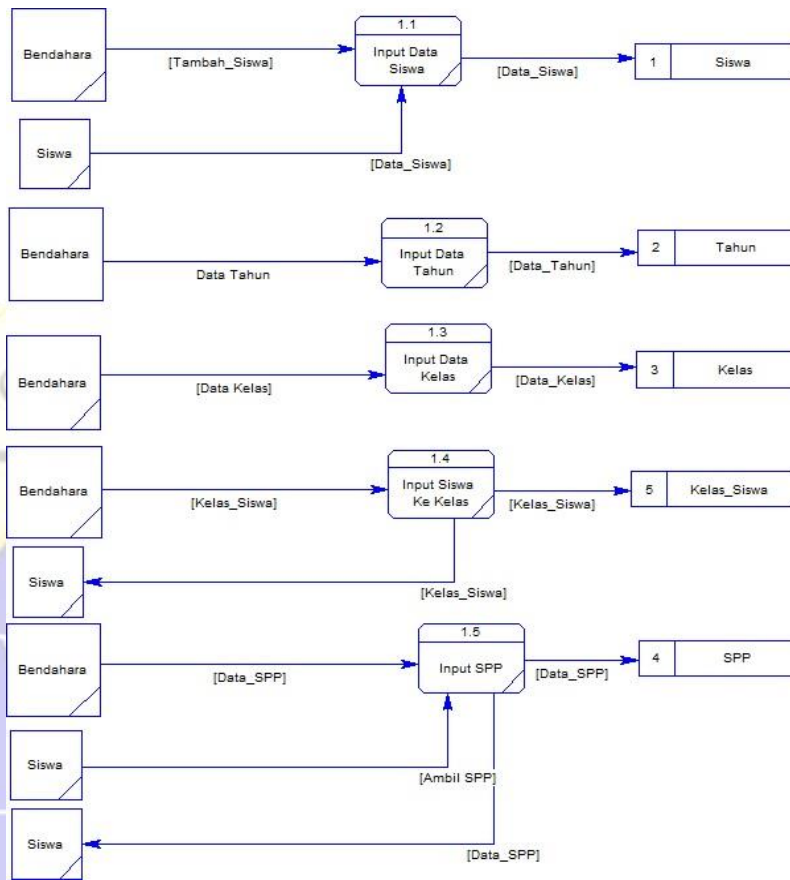 1.1
Bendahara
[Tambah_Siswa]
Input Data
Siswa
[Data_Siswa]
1
Siswa
Siswa
[Data_Siswa]
1.2
Bendahara
Data Tahun
Input Data
Tahun
[Data_Tahun]
2
Tahun
1.3
Bendahara
[Data Kelas]
Input Data
Kelas
[Data_Kelas]
3
Kelas
1.4
Bendahara
[Kelas_Siswa]
Input Siswa
Ke Kelas
[Kelas_Siswa]
5
Kelas_Siswa
Siswa
[Kelas_Siswa]
1.5
Bendahara
[Data_SPP]
Input SPP
[Data_SPP]
4
SPP
Siswa
[Ambil SPP]
Siswa
[Data_SPP]